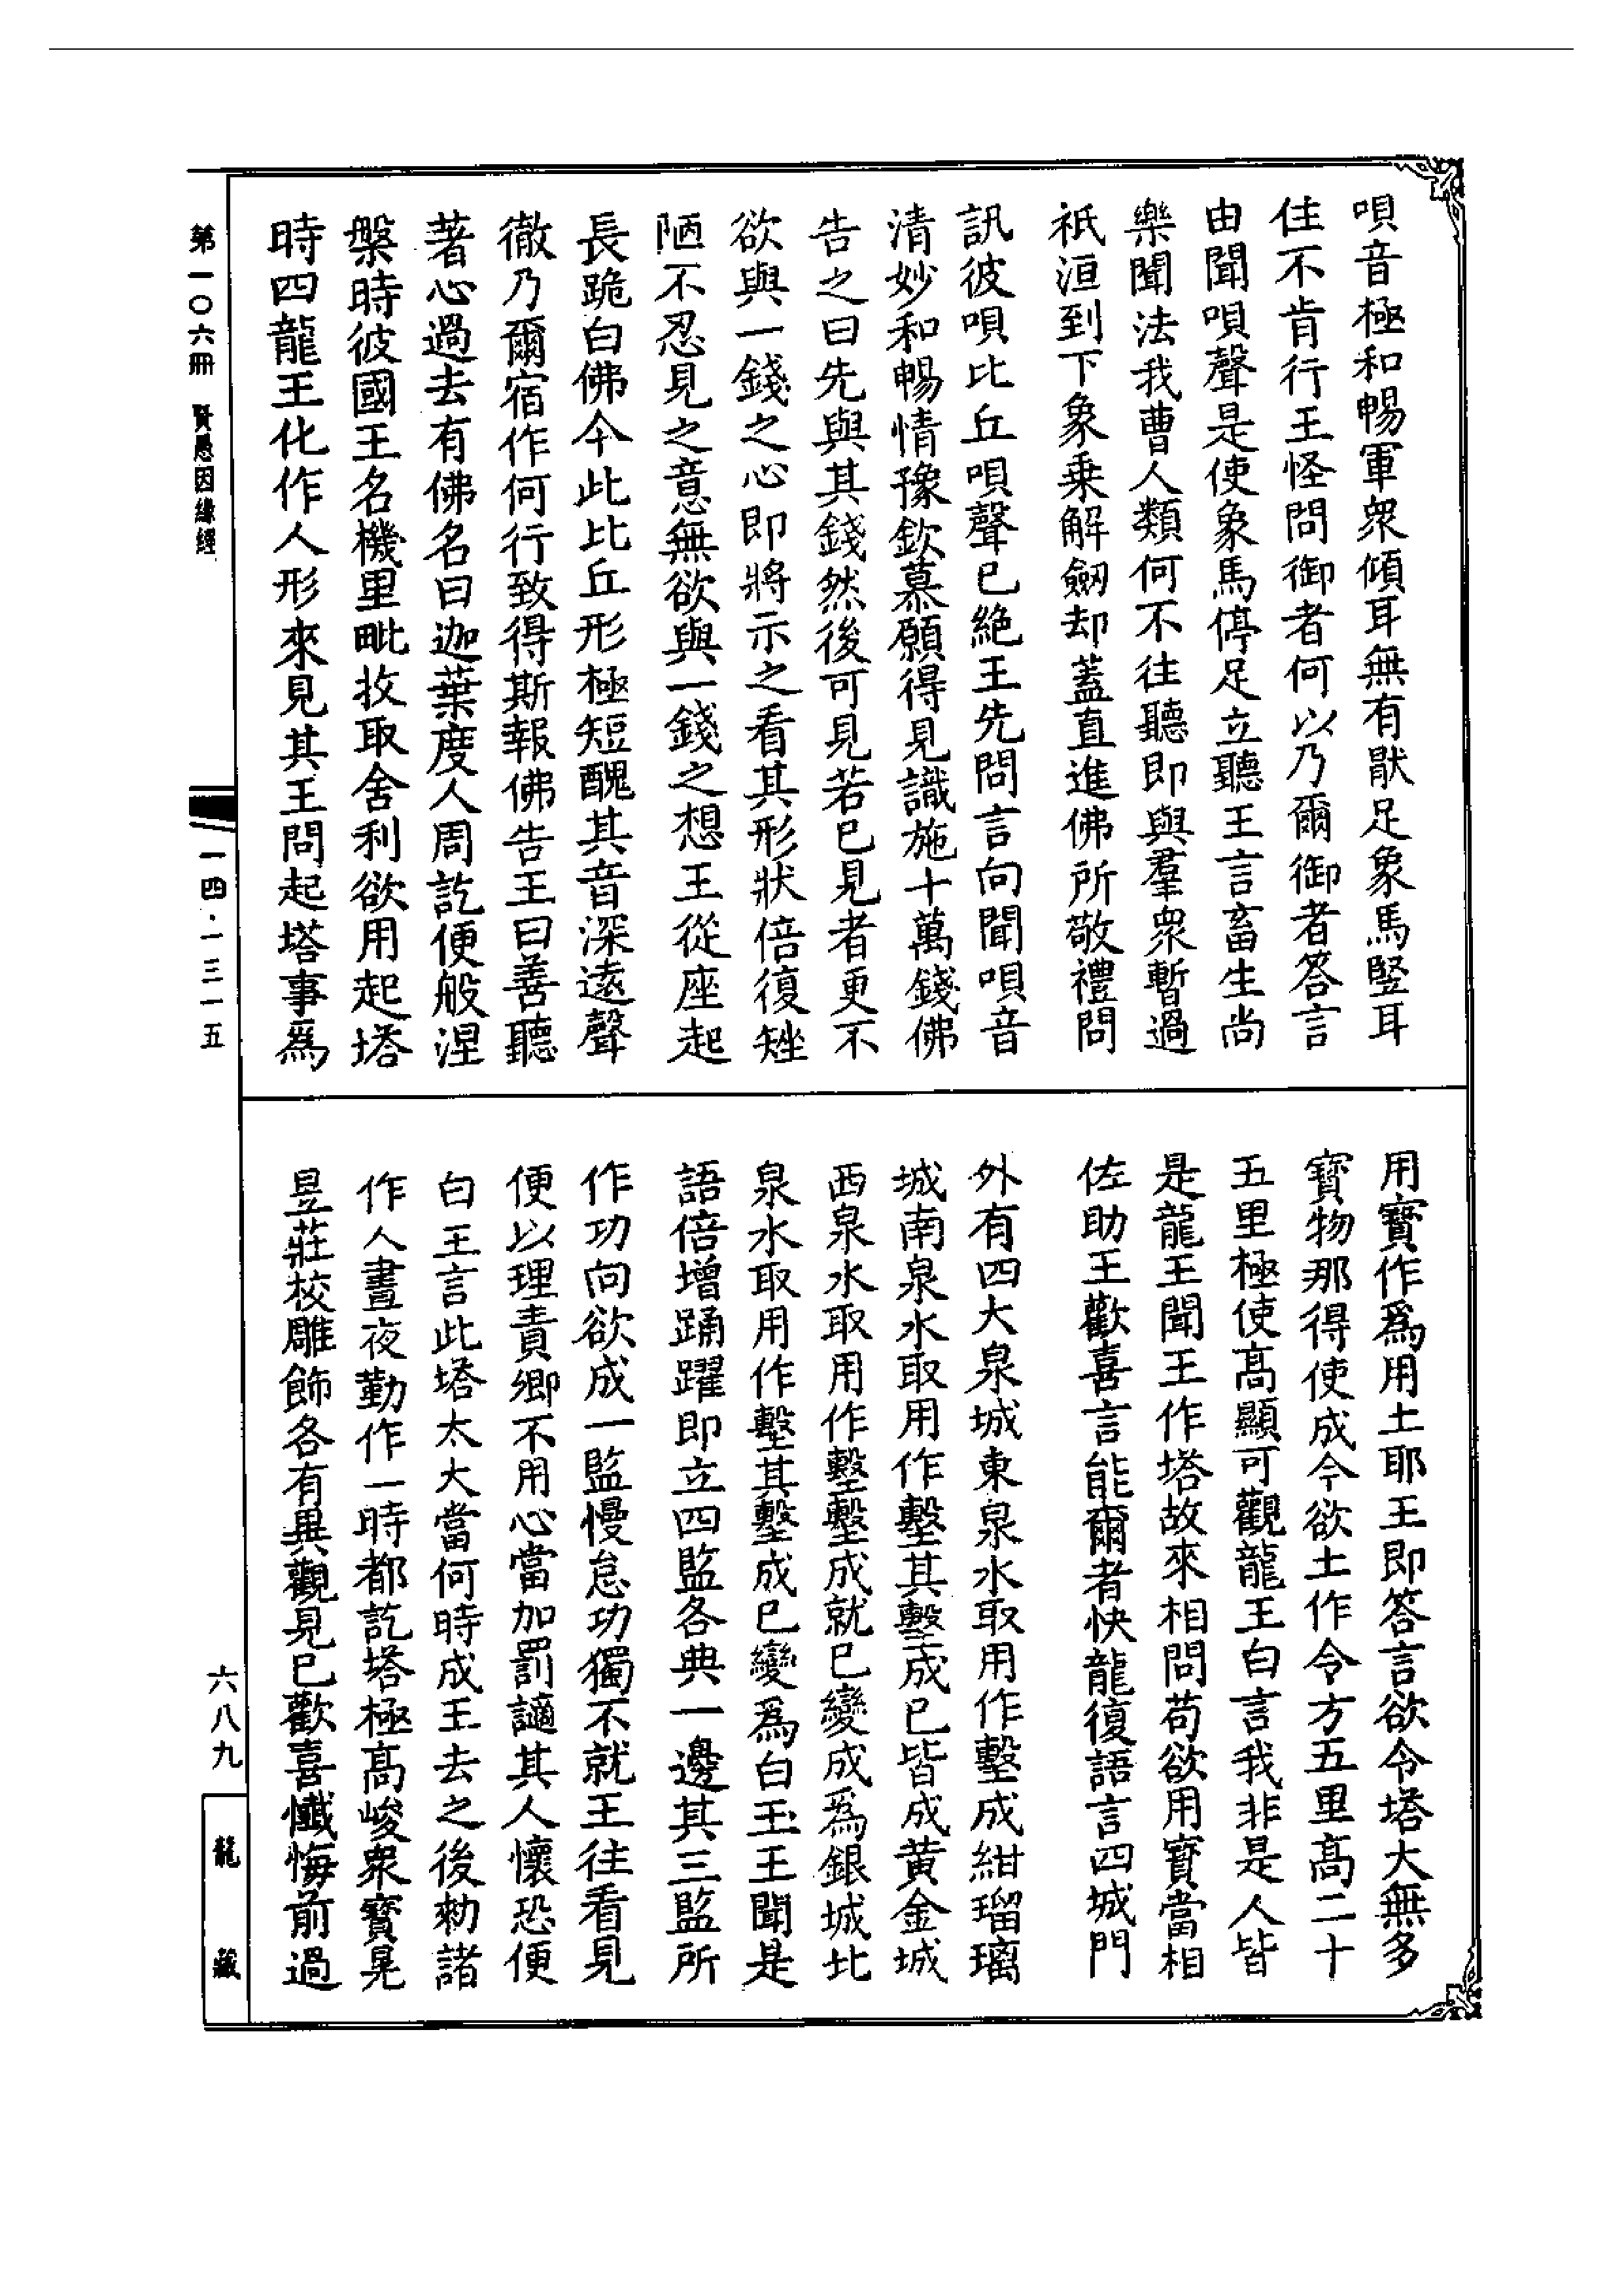 唄音極和暢軍衆傾耳無有猒足象馬竪耳
住不肯行王怪問御者何以乃爾御者答言
由聞唄聲是使象馬停足立聽王言畜生尚
樂聞法我曹人類何不往聽即與羣衆暫過
祇洹到下象乗解劔却蓋直進佛所敬禮問
訊彼唄比丘唄聲已絶王先問言向聞唄音
清妙和暢情豫欽慕願得見識施十萬錢佛
告之曰先與其錢然後可見若已見者更不
欲與一錢之心即將示之看其形狀倍復矬
陋不忍見之意無欲與一錢之想王從座起
長跪白佛今此比丘形極短醜其音深遠聲
徹乃爾宿作何行致得斯報佛告王曰善聽
著心過去有佛名曰迦葉度人周訖便般涅
槃時彼國王名機里毗收取舍利欲用起塔
時四龍王化作人形來見其王問起塔事爲
用寳作爲用土耶王即答言欲令塔大無多
寳物那得使成今欲土作令方五里髙二十
五里極使髙顯可觀龍王白言我非是人皆
是龍王聞王作塔故來相問苟欲用寳當相
佐助王歡喜言能爾者快龍復語言四城門
外有四大泉城東泉水取用作墼成紺瑠璃
城南泉水取用作墼其墼成已皆成黄金城
西泉水取用作墼墼成就已變成爲銀城北
泉水取用作墼其墼成已變爲白玉王聞是
語倍增踊躍即立四監各典一邊其三監所
作功向欲成一監慢怠功獨不就王往看見
便以理責卿不用心當加罰讁其人懷恐便
白王言此塔太大當何時成王去之後勑諸
作人晝夜勤作一時都訖塔極髙峻衆寳晃
昱莊校雕飾各有異觀見已歡喜懺悔前過
第一〇六冊　賢愚因緣經
一四·一三一五
六八九
龍藏